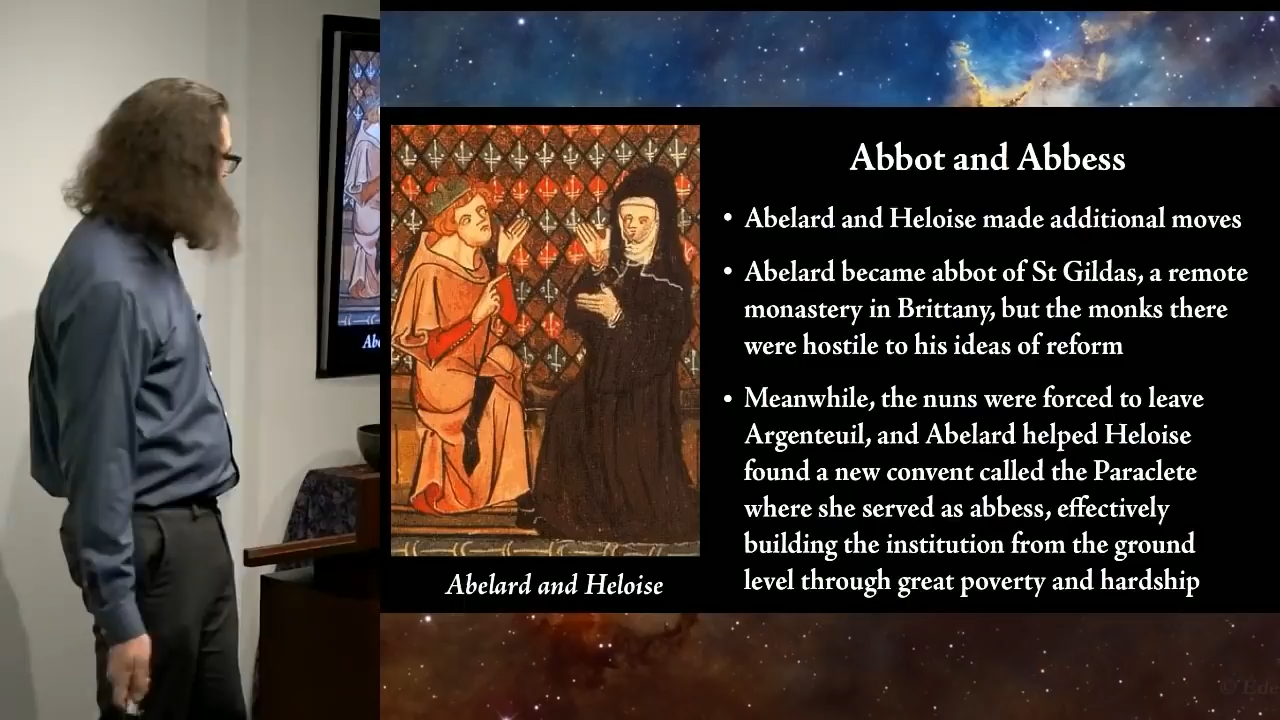 Abbot and Abbess
• Abelard and Heloise made additional moves
• Abelard became abbot of St Gildas, a remote
monastery in Brittany, but the monks there
were hostile to his ideas of reform
• Meanwhile, the nuns were forced to leave
Argenteuil, and Abelard helped Heloise
found a new convent called the Paraclete
where she served as abbess, effectively
building the institution from the ground
level through great poverty and hardship
Abelard and Heloise